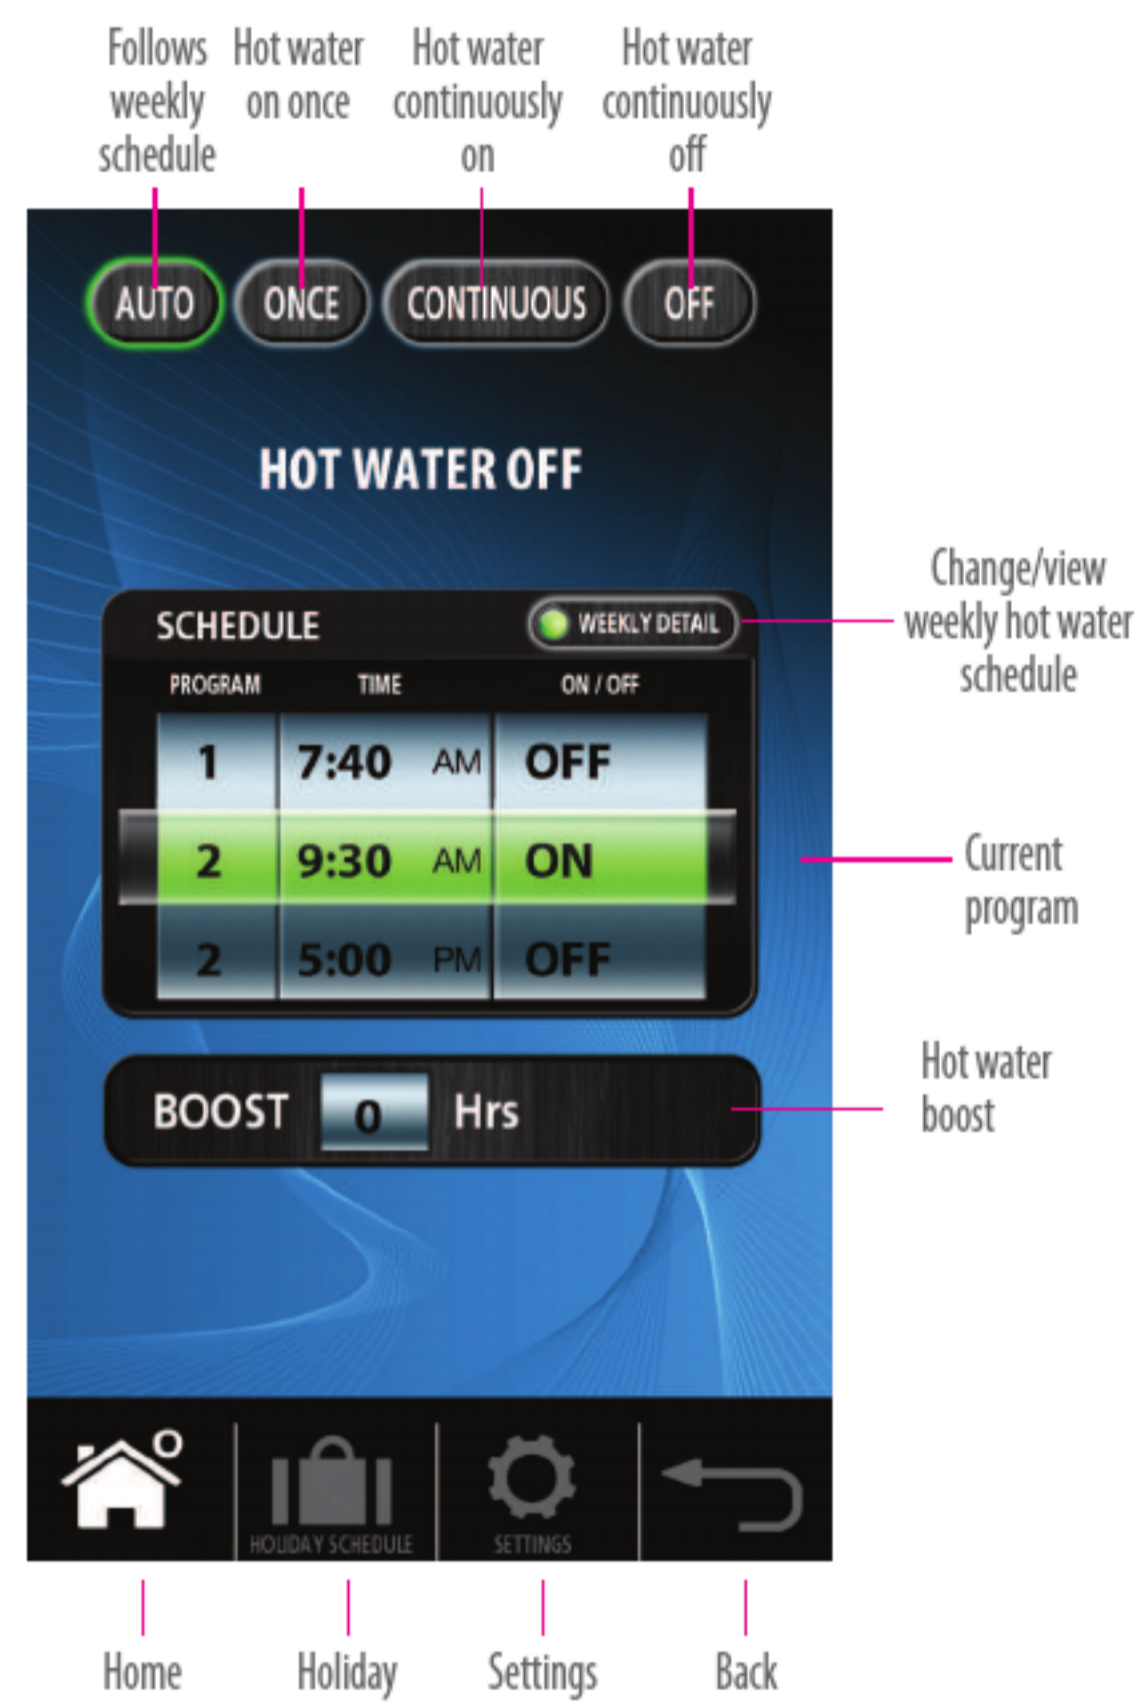 Follows
weekly
schedule
Hot water
on once
Hot water
continuously
on
Hot water
continuously
off
AUTO
ONCE
CONTINUOUS
OFF
HOT WATER OFF
SCHEDULE
WEEKLY DETAIL
Change/view
weekly hot water
schedule
PROGRAM TIME ON / OFF
1 7:40 AM OFF
2 9:30 AM ON
2 5:00 PM OFF
Current
program
BOOST 0 Hrs
Hot water
boost
HOLIDAY SCHEDULE
SETTINGS
Home
Holiday
Settings
Back